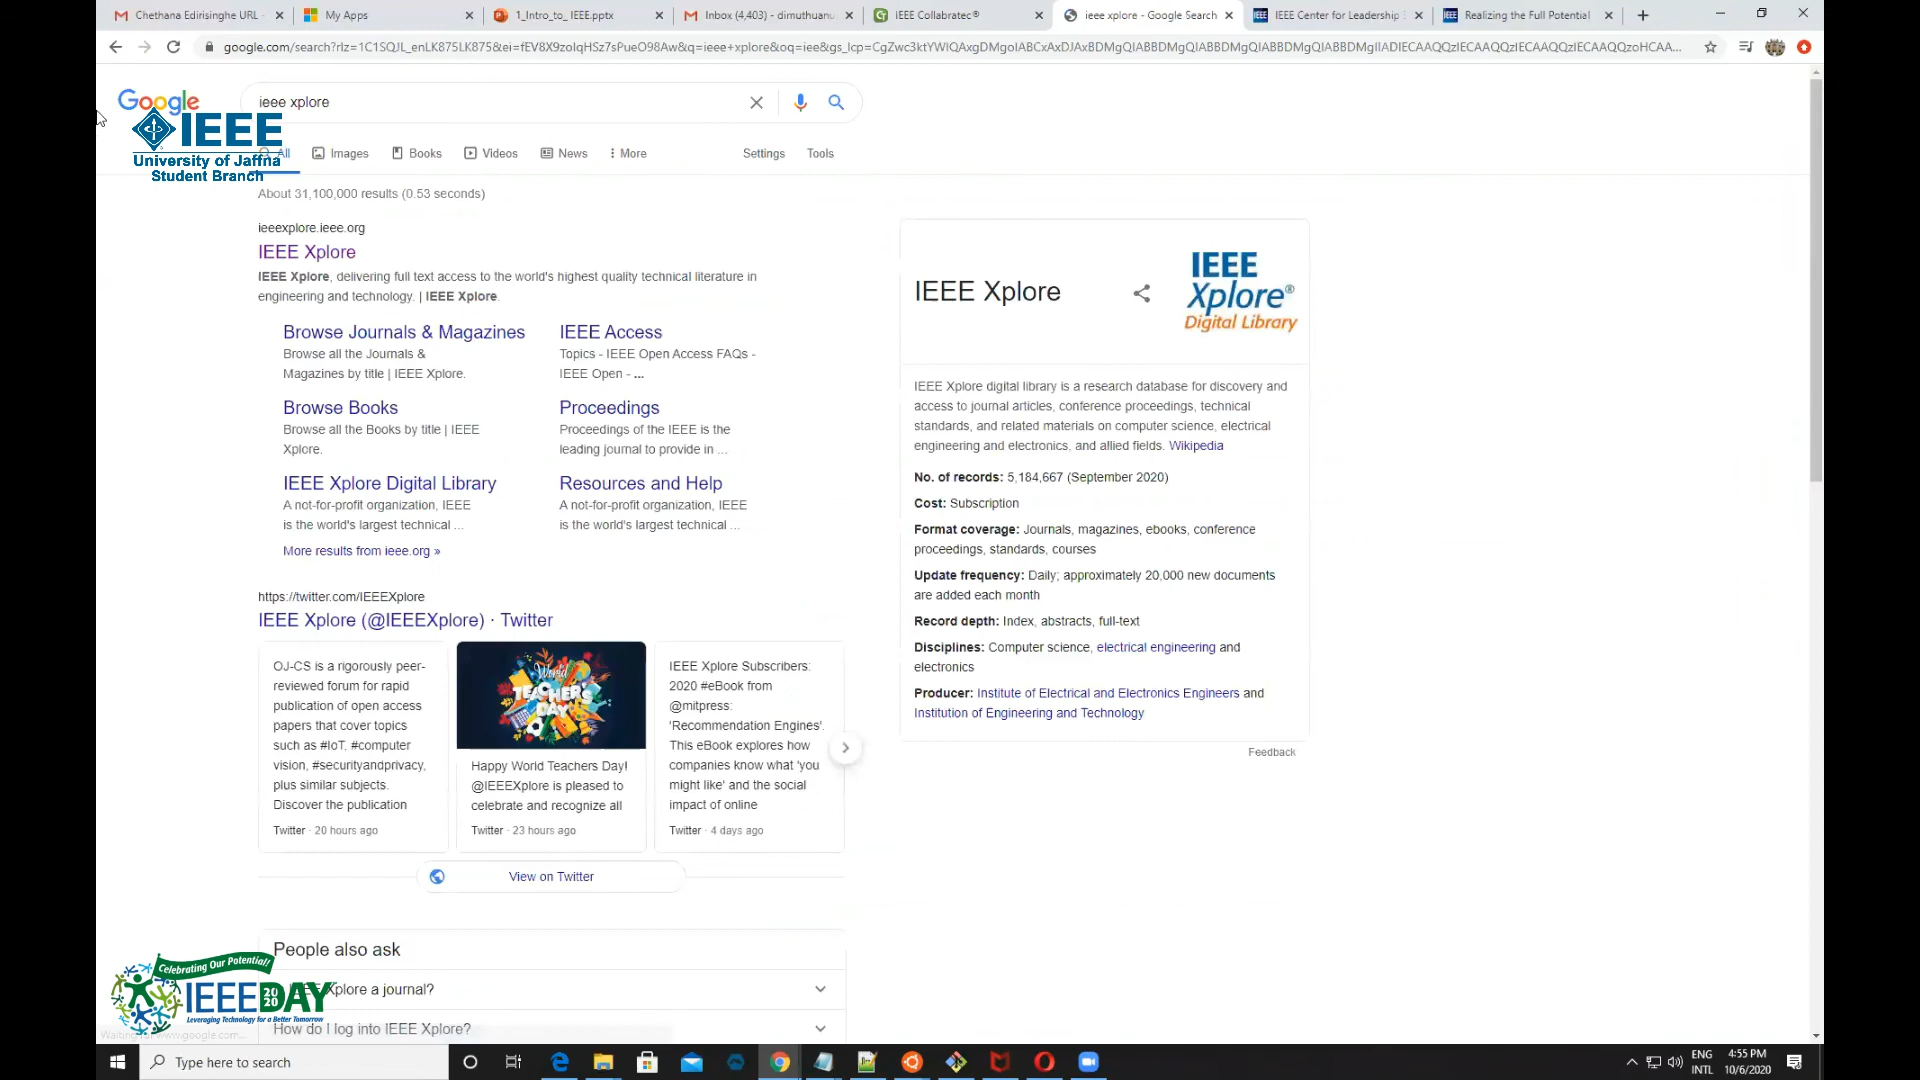 Chethana Edirisinghe URL -
My Apps
1_Intro_to_ IEEE.pptx
Inbox (4,403) - dimuthuanu
IEEE Collabratec®
ieee xplore - Google Search
IEEE Center for Leadership
Realizing the Full Potential
Google
ieee xplore
IEEE
University of Jaffna
Student Branch
All
Images
Books
Videos
News
More
Settings
Tools
About 31,100,000 results (0.53 seconds)
ieeexplore.ieee.org
IEEE Xplore
IEEE Xplore, delivering full text access to the world's highest quality technical literature in
engineering and technology. | IEEE Xplore.
Browse Journals & Magazines
Browse all the Journals &
Magazines by title | IEEE Xplore.
IEEE Access
Topics - IEEE Open Access FAQs -
IEEE Open - ...
Browse Books
Browse all the Books by title | IEEE
Xplore.
Proceedings
Proceedings of the IEEE is the
leading journal to provide in ...
IEEE Xplore Digital Library
A not-for-profit organization, IEEE
is the world's largest technical ...
Resources and Help
A not-for-profit organization, IEEE
is the world's largest technical ...
More results from ieee.org »
https://twitter.com/IEEEXplore
IEEE Xplore (@IEEEXplore) · Twitter
OJ-CS is a rigorously peer-
reviewed forum for rapid
publication of open access
papers that cover topics
such as #IoT, #computer
vision, #securityandprivacy,
plus similar subjects.
Discover the publication
Twitter · 20 hours ago
World
TEACHERS
DAY
Happy World Teachers Day!
@IEEEXplore is pleased to
celebrate and recognize all
Twitter · 23 hours ago
IEEE Xplore Subscribers:
2020 #eBook from
@mitpress:
'Recommendation Engines'.
This eBook explores how
companies know what 'you
might like' and the social
impact of online
Twitter · 4 days ago
View on Twitter
People also ask
Xplore a journal?
How do I log into IEEE Xplore?
IEEE Xplore
IEEE
Xplore®
Digital Library
IEEE Xplore digital library is a research database for discovery and
access to journal articles, conference proceedings, technical
standards, and related materials on computer science, electrical
engineering and electronics, and allied fields. Wikipedia
No. of records: 5,184,667 (September 2020)
Cost: Subscription
Format coverage: Journals, magazines, ebooks, conference
proceedings, standards, courses
Update frequency: Daily; approximately 20,000 new documents
are added each month
Record depth: Index, abstracts, full-text
Disciplines: Computer science, electrical engineering and
electronics
Producer: Institute of Electrical and Electronics Engineers and
Institution of Engineering and Technology
Feedback
Celebrating Our Potential!
IEEE DAY
2020
Leveraging Technology for a Better Tomorrow
Waiting for www.google.com...
Type here to search
ENG
INTL
4:55 PM
10/6/2020